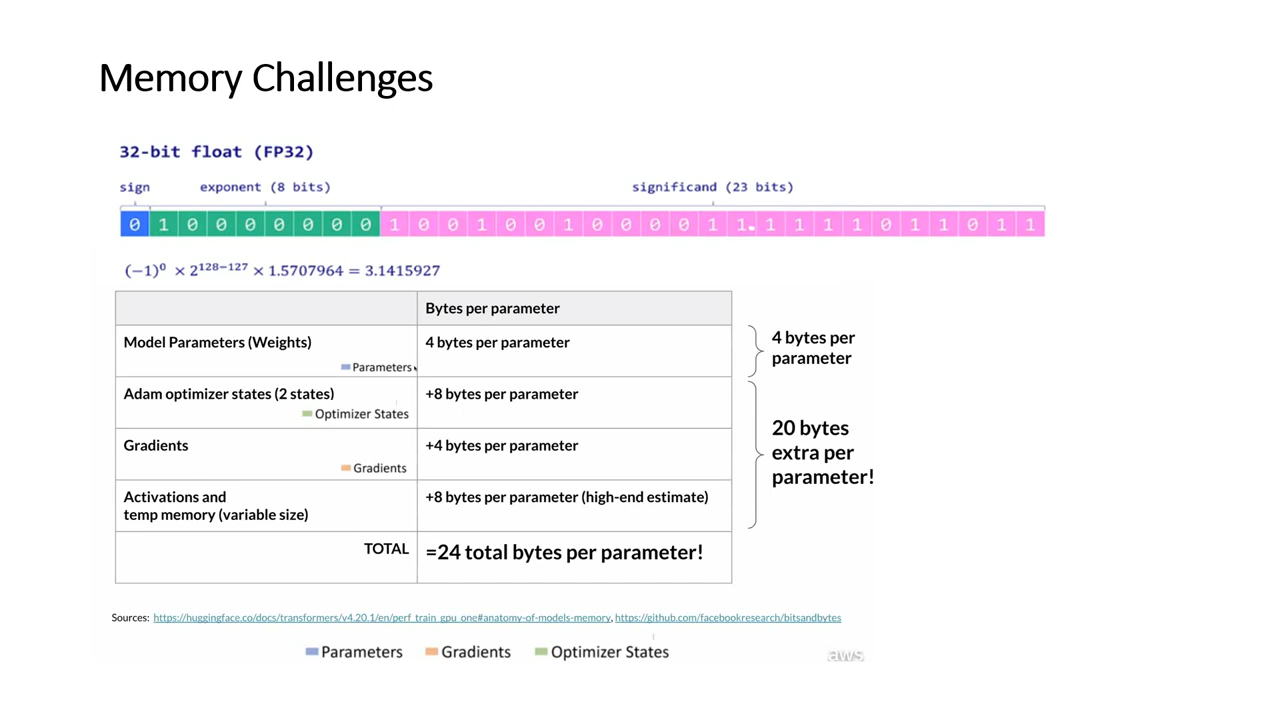 Memory Challenges
32-bit float (FP32)
sign exponent (8 bits) significand (23 bits)
0 1 0 0 0 0 0 0 0 1 0 0 1 0 0 1 0 0 0 0 1 1 1 1 1 1 0 1 1 0 1 1
(−1)⁰ × 2¹²⁸⁻¹²⁷ × 1.5707964 = 3.1415927
Bytes per parameter
Model Parameters (Weights) 4 bytes per parameter
Parameters
4 bytes per
parameter
Adam optimizer states (2 states) +8 bytes per parameter
Optimizer States
Gradients +4 bytes per parameter
Gradients
Activations and
temp memory (variable size) +8 bytes per parameter (high-end estimate)
20 bytes
extra per
parameter!
TOTAL =24 total bytes per parameter!
Sources: https://huggingface.co/docs/transformers/v4.20.1/en/perf_train_gpu_one#anatomy-of-models-memory, https://github.com/facebookresearch/bitsandbytes
Parameters Gradients Optimizer States
aws